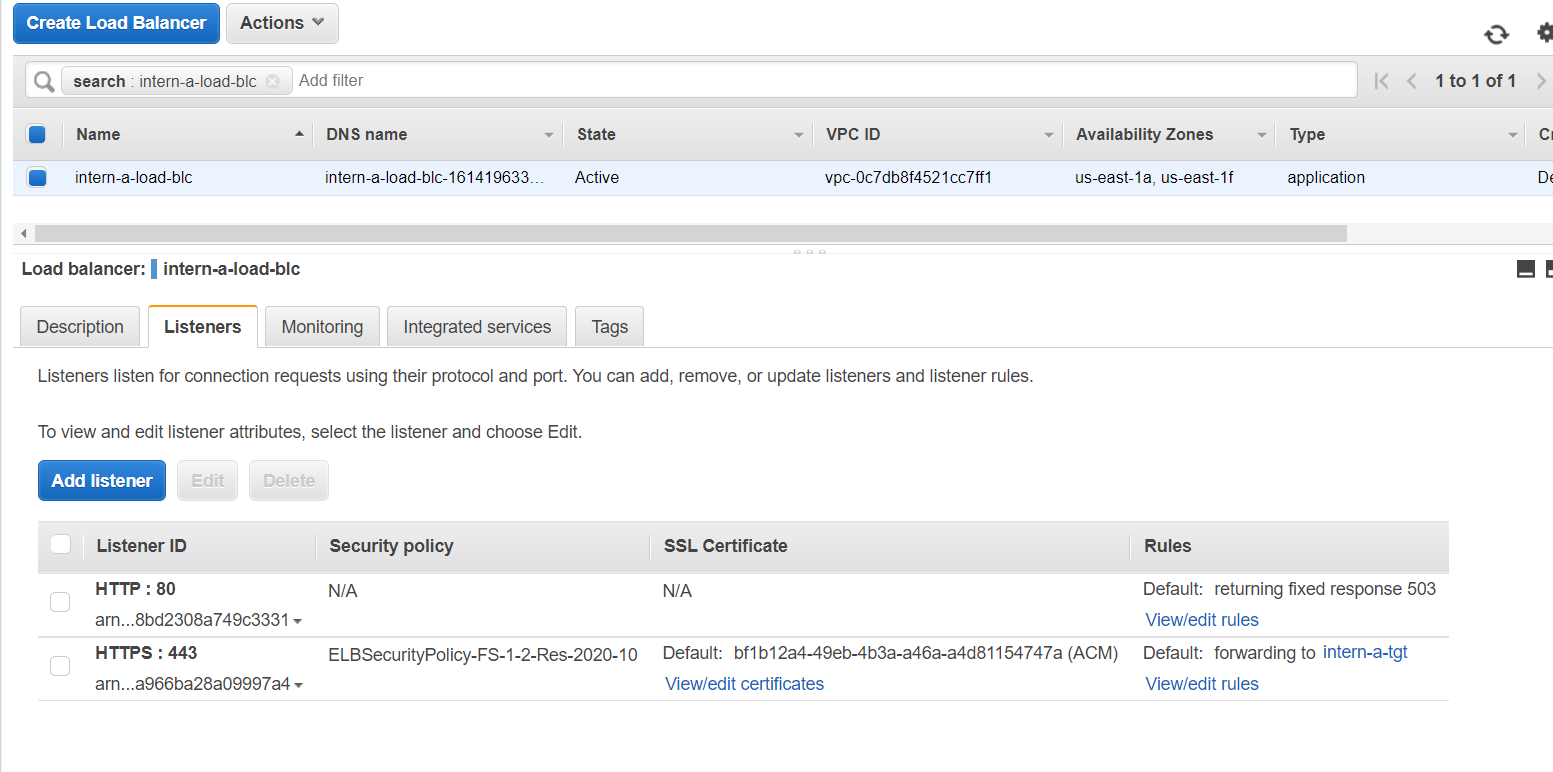 Create Load Balancer Actions
search : intern-a-load-blc Add filter 1 to 1 of 1
Name DNS name State VPC ID Availability Zones Type
intern-a-load-blc intern-a-load-blc-161419633... Active vpc-0c7db8f4521cc7ff1 us-east-1a, us-east-1f application
Load balancer: intern-a-load-blc
Description Listeners Monitoring Integrated services Tags
Listeners listen for connection requests using their protocol and port. You can add, remove, or update listeners and listener rules.
To view and edit listener attributes, select the listener and choose Edit.
Add listener Edit Delete
Listener ID Security policy SSL Certificate Rules
HTTP : 80 N/A N/A Default: returning fixed response 503
arn...8bd2308a749c3331 View/edit rules
HTTPS : 443 ELBSecurityPolicy-FS-1-2-Res-2020-10 Default: bf1b12a4-49eb-4b3a-a46a-a4d81154747a (ACM) Default: forwarding to intern-a-tgt
arn...a966ba28a09997a4 View/edit certificates View/edit rules